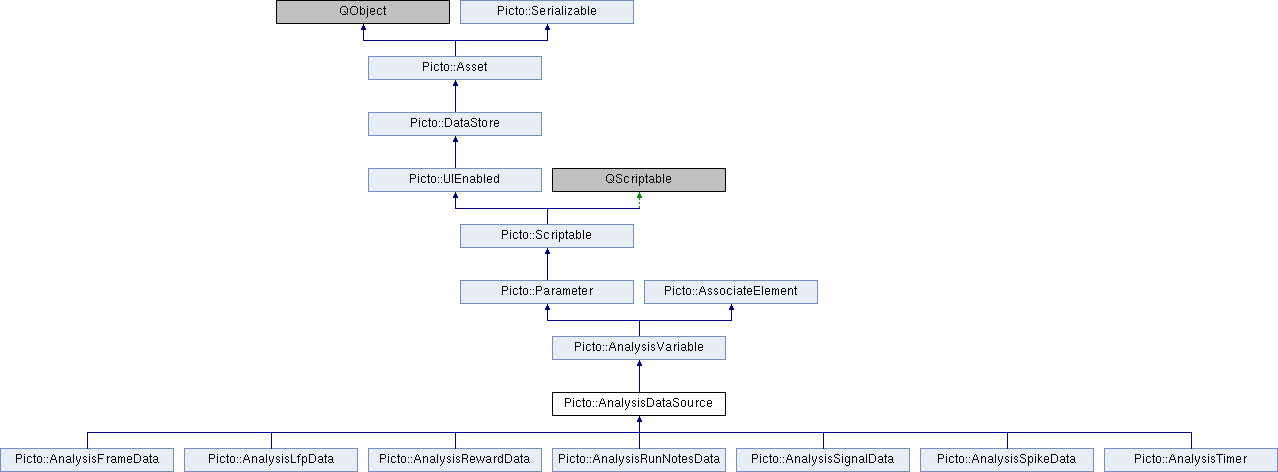 QObject
Picto::Serializable
Picto::Asset
Picto::DataStore
Picto::UIEnabled
QScriptable
Picto::Scriptable
Picto::Parameter
Picto::AssociateElement
Picto::AnalysisVariable
Picto::AnalysisDataSource
Picto::AnalysisFrameData
Picto::AnalysisLfpData
Picto::AnalysisRewardData
Picto::AnalysisRunNotesData
Picto::AnalysisSignalData
Picto::AnalysisSpikeData
Picto::AnalysisTimer